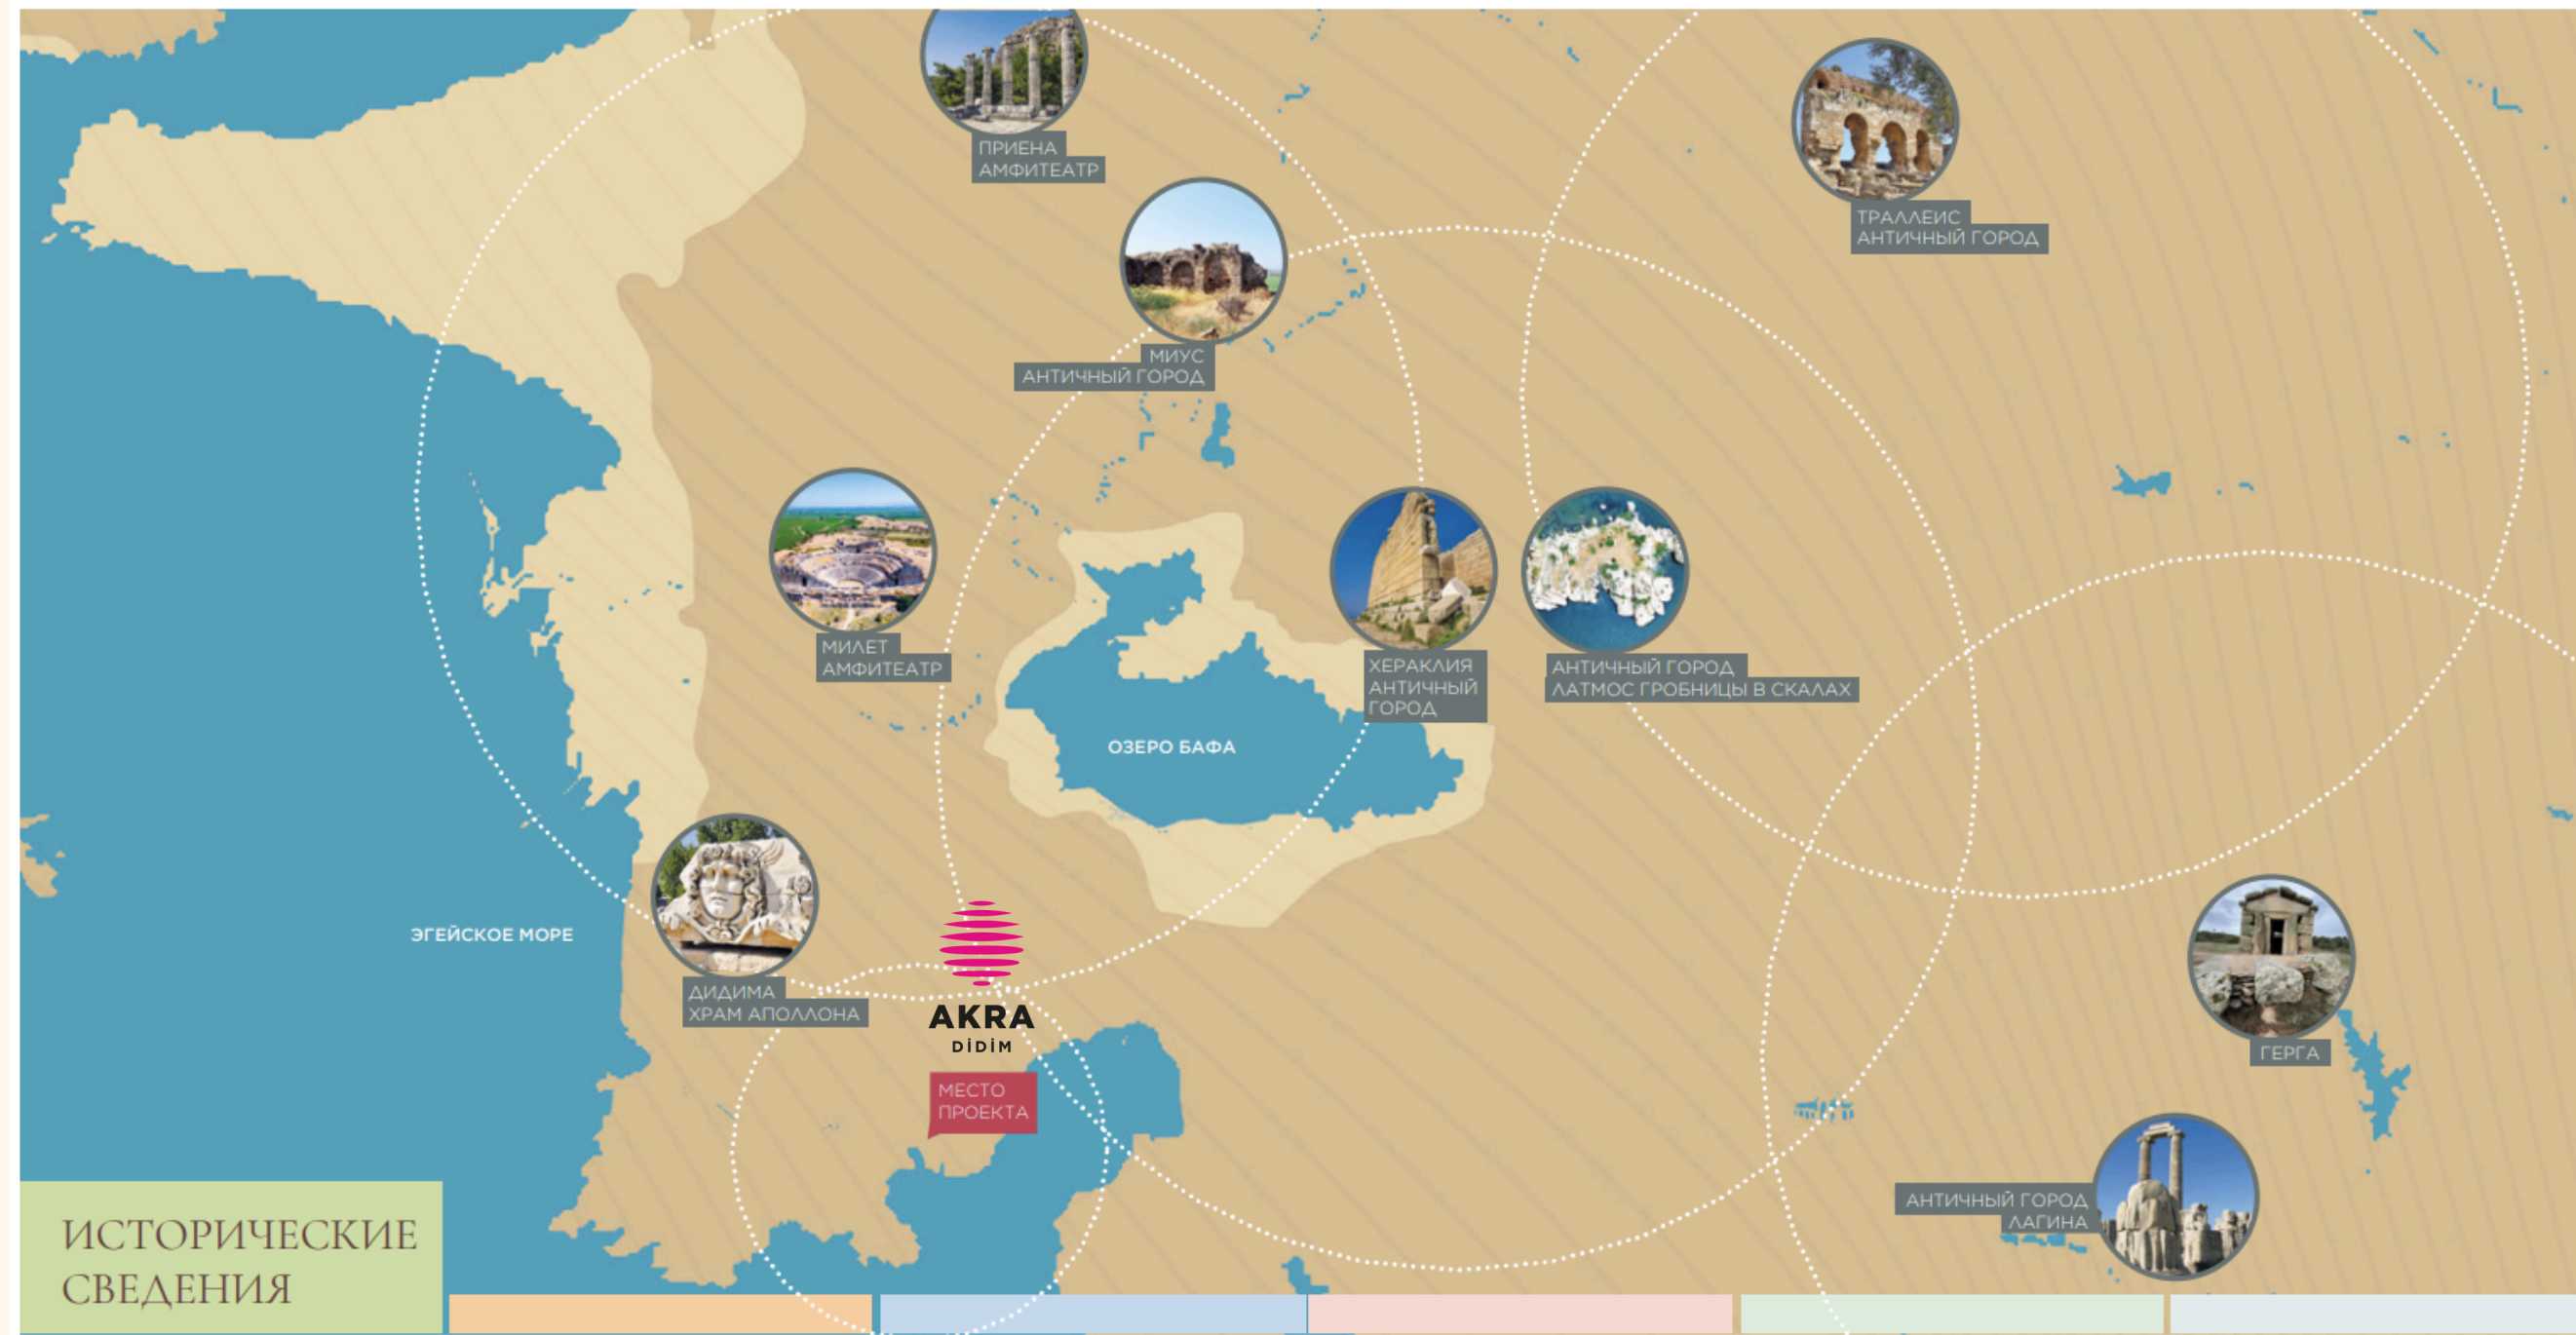 ПРИЕНА
АМФИТЕАТР
ТРАЛЛЕИС
АНТИЧНЫЙ ГОРОД
МИУС
АНТИЧНЫЙ ГОРОД
МИЛЕТ
АМФИТЕАТР
ХЕРАКЛИЯ
АНТИЧНЫЙ
ГОРОД
АНТИЧНЫЙ ГОРОД
ЛАТМОС ГРОБНИЦЫ В СКАЛАХ
ОЗЕРО БАФА
ЭГЕЙСКОЕ МОРЕ
ДИДИМА
ХРАМ АПОЛЛОНА
AKRA
DİDİM
МЕСТО
ПРОЕКТА
ГЕРГА
АНТИЧНЫЙ ГОРОД
ЛАГИНА
ИСТОРИЧЕСКИЕ
СВЕДЕНИЯ